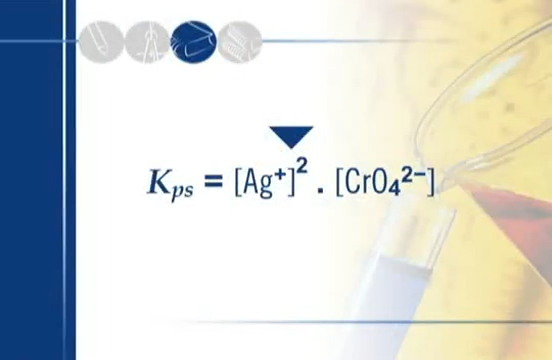 Kps = [Ag⁺]² . [CrO₄²⁻]